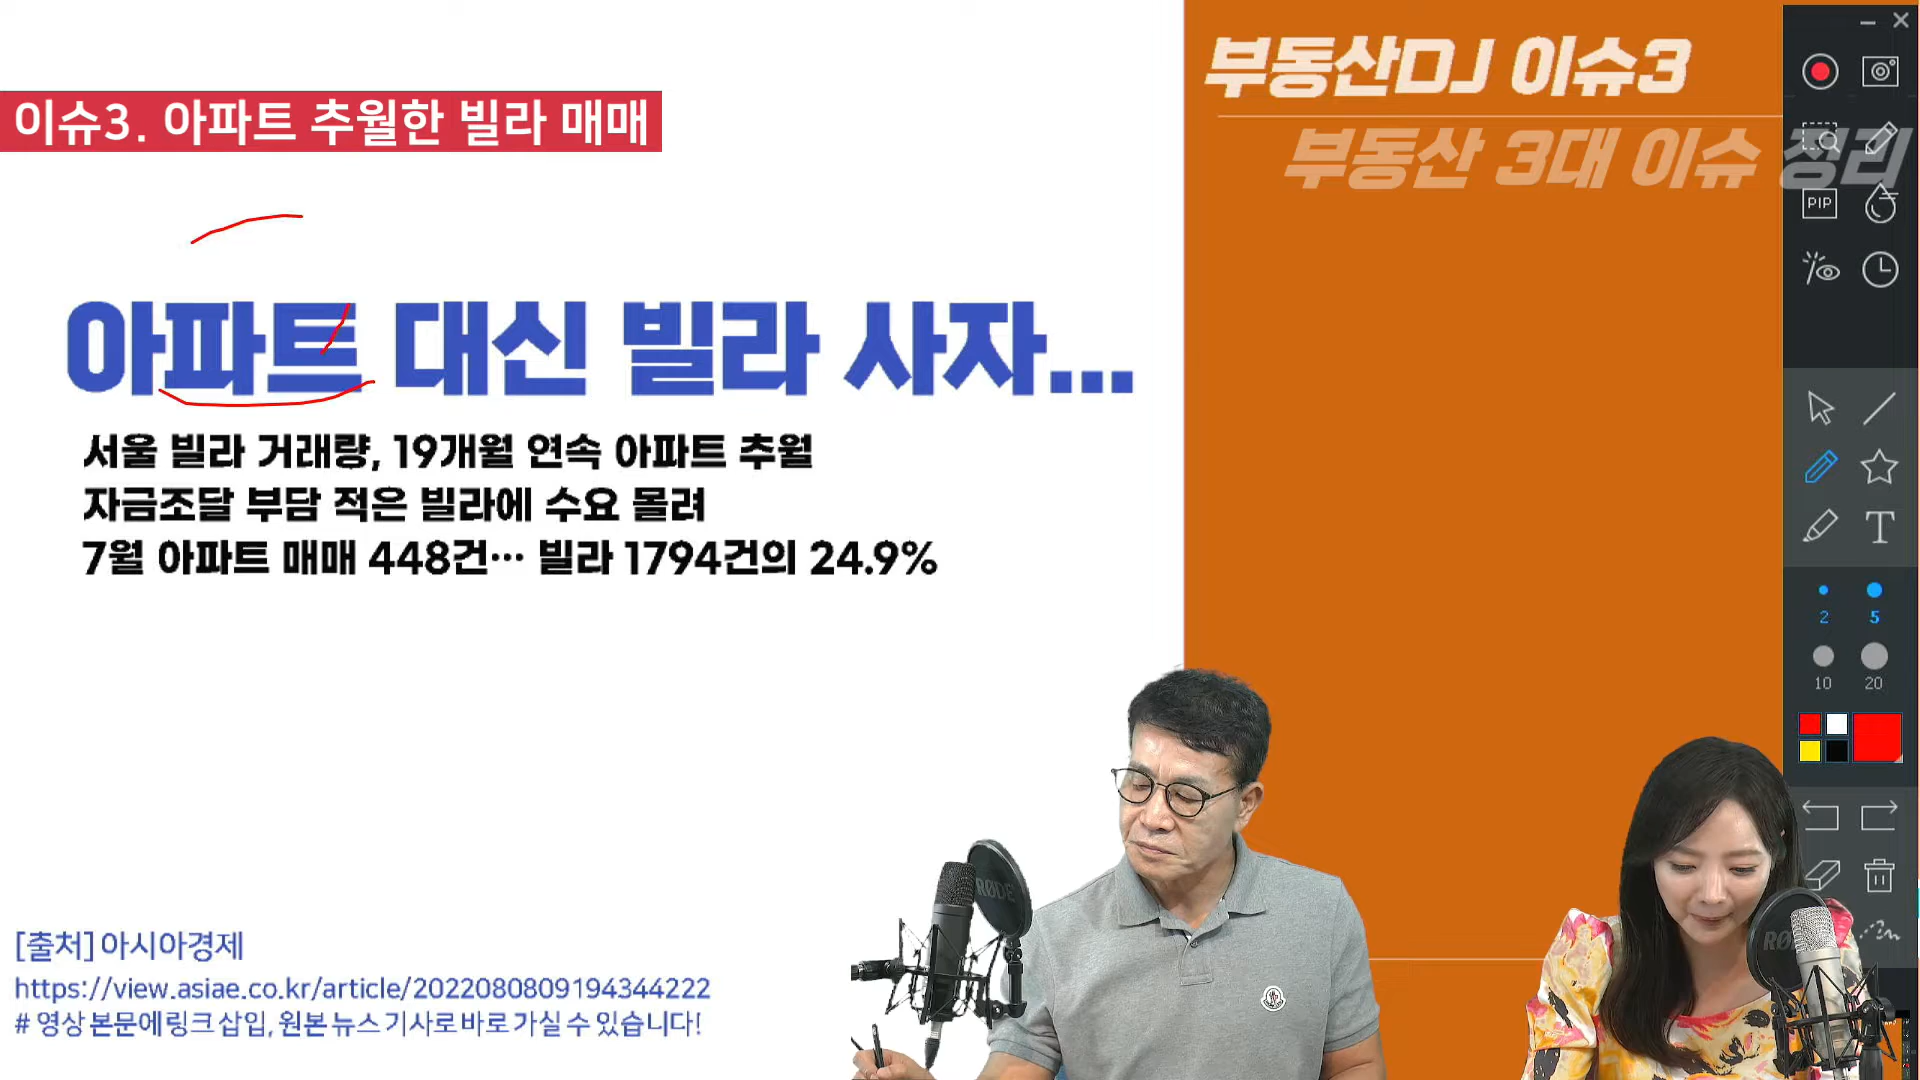 부동산DJ 이슈3
부동산 3대 이슈 정리
이슈3. 아파트 추월한 빌라 매매
아파트 대신 빌라 사자...
서울 빌라 거래량, 19개월 연속 아파트 추월
자금조달 부담 적은 빌라에 수요 몰려
7월 아파트 매매 448건… 빌라 1794건의 24.9%
[출처] 아시아경제
https://view.asiae.co.kr/article/2022080809194344222
# 영상 본문에 링크 삽입, 원본 뉴스 기사로 바로 가실 수 있습니다!
PIP
T
2 5
10 20
RØDE